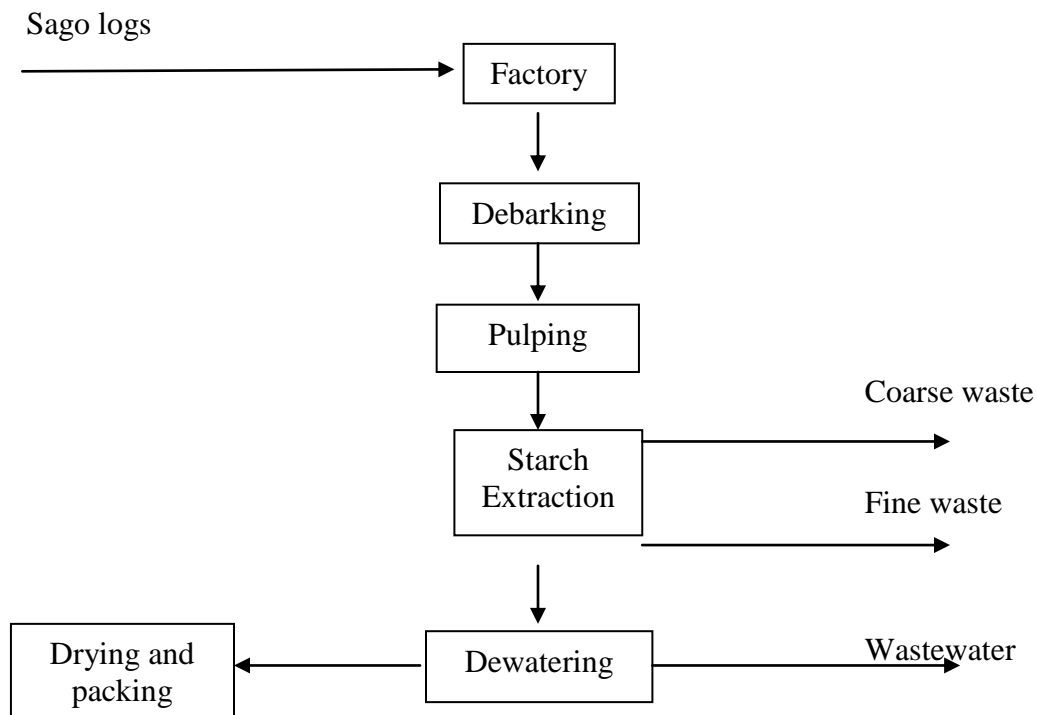 Sago logs
Factory
Debarking
Pulping
Coarse waste
Starch
Extraction
Fine waste
Drying and
packing
Dewatering
Wastewater